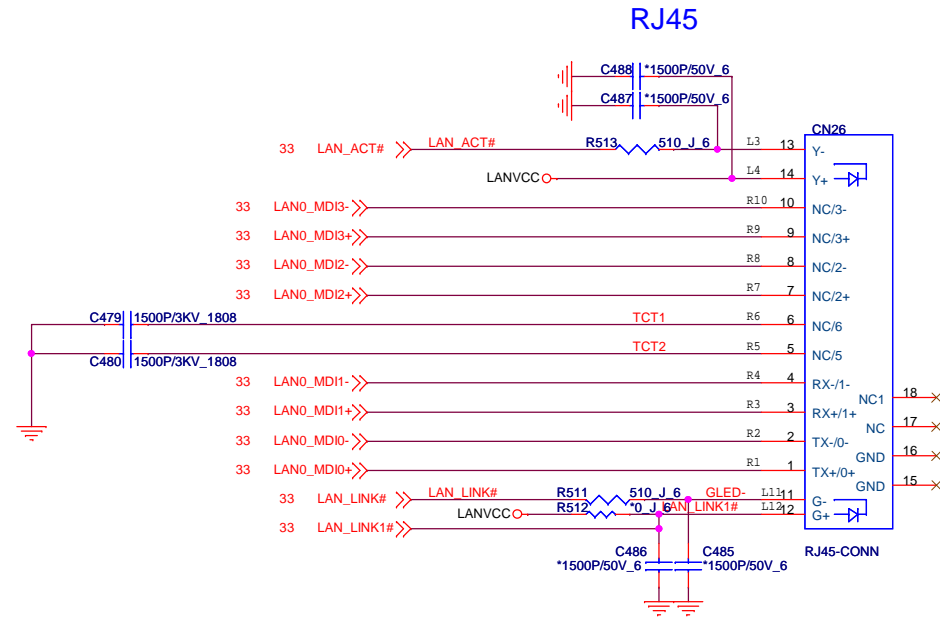 RJ45
C488 *1500P/50V_6
C487 *1500P/50V_6
CN26
33 LAN_ACT# LAN_ACT# R513 510_J_6 L3 13 Y-
LANVCC L4 14 Y+
33 LAN0_MDI3- R10 10 NC/3-
33 LAN0_MDI3+ R9 9 NC/3+
33 LAN0_MDI2- R8 8 NC/2-
33 LAN0_MDI2+ R7 7 NC/2+
C479 1500P/3KV_1808 TCT1 R6 6 NC/6
TCT2 R5 5 NC/5
C480 1500P/3KV_1808
33 LAN0_MDI1- R4 4 RX-/1-
NC1 18
33 LAN0_MDI1+ R3 3 RX+/1+
NC 17
33 LAN0_MDI0- R2 2 TX-/0-
GND 16
33 LAN0_MDI0+ R1 1 TX+/0+
GND 15
33 LAN_LINK# LAN_LINK# R511 510_J_6 GLED- L11 11 G-
LANVCC R512 *0_J_6 LAN_LINK1# L12 12 G+
33 LAN_LINK1#
C486 C485 RJ45-CONN
*1500P/50V_6 *1500P/50V_6